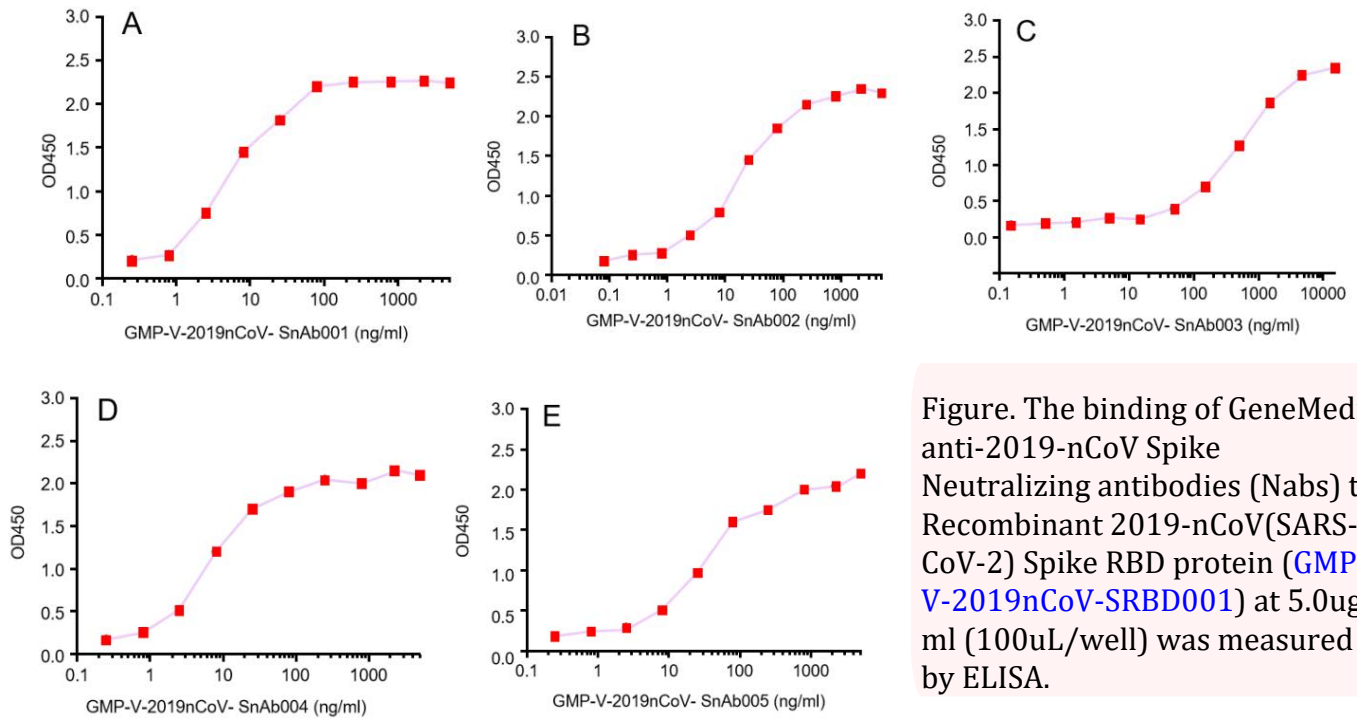 A
3.0
2.5
2.0
1.5
1.0
0.5
0.0
OD450
0.1 1 10 100 1000
GMP-V-2019nCoV- SnAb001 (ng/ml)
B
3.0
2.5
2.0
1.5
1.0
0.5
0.0
OD450
0.01 0.1 1 10 100 1000
GMP-V-2019nCoV- SnAb002 (ng/ml)
C
3.0
2.5
2.0
1.5
1.0
0.5
0.0
OD450
0.1 1 10 100 1000 10000
GMP-V-2019nCoV- SnAb003 (ng/ml)
D
3.0
2.5
2.0
1.5
1.0
0.5
0.0
OD450
0.1 1 10 100 1000
GMP-V-2019nCoV- SnAb004 (ng/ml)
E
3.0
2.5
2.0
1.5
1.0
0.5
0.0
OD450
0.1 1 10 100 1000
GMP-V-2019nCoV- SnAb005 (ng/ml)
Figure. The binding of GeneMed
anti-2019-nCoV Spike
Neutralizing antibodies (Nabs) t
Recombinant 2019-nCoV(SARS-
CoV-2) Spike RBD protein (GMP
V-2019nCoV-SRBD001) at 5.0ug
ml (100uL/well) was measured
by ELISA.